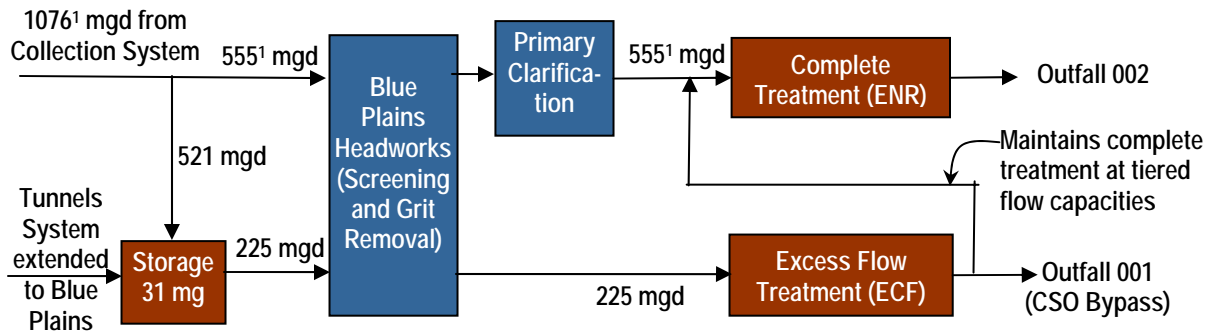 1076¹ mgd from
Collection System
555¹ mgd
521 mgd
Tunnels
System
extended
to Blue
Plains
Storage
31 mg
225 mgd
Blue
Plains
Headworks
(Screening
and Grit
Removal)
Primary
Clarifica-
tion
555¹ mgd
Complete
Treatment (ENR)
Outfall 002
Maintains complete
treatment at tiered
flow capacities
225 mgd
Excess Flow
Treatment (ECF)
Outfall 001
(CSO Bypass)